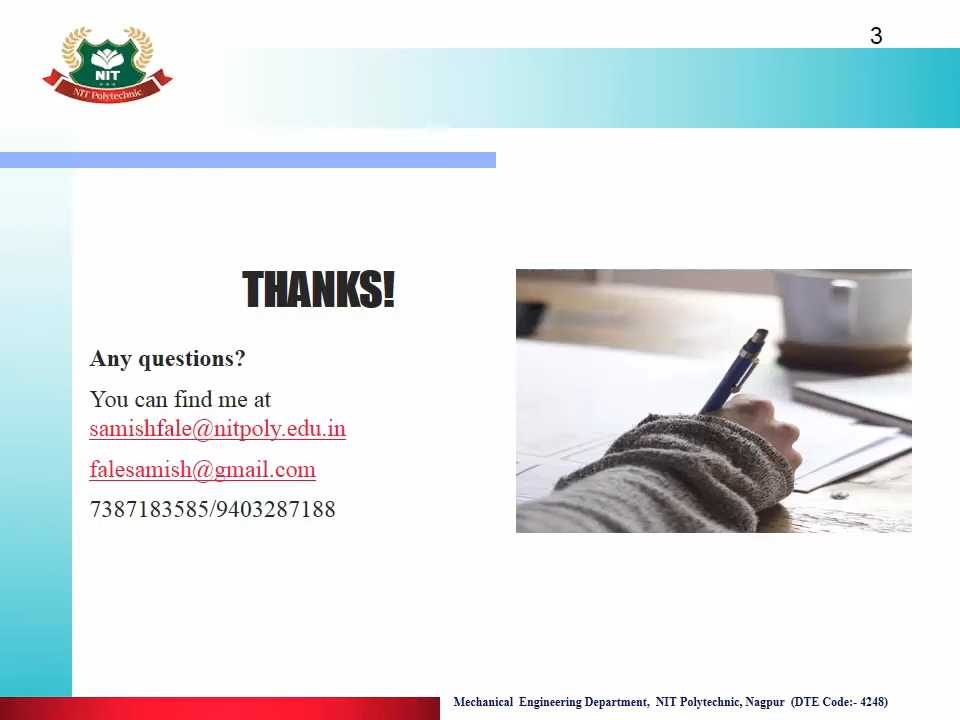 3
NIT
NIT Polytechnic
THANKS!
Any questions?
You can find me at
samishfale@nitpoly.edu.in
falesamish@gmail.com
7387183585/9403287188
Mechanical Engineering Department, NIT Polytechnic, Nagpur (DTE Code:- 4248)